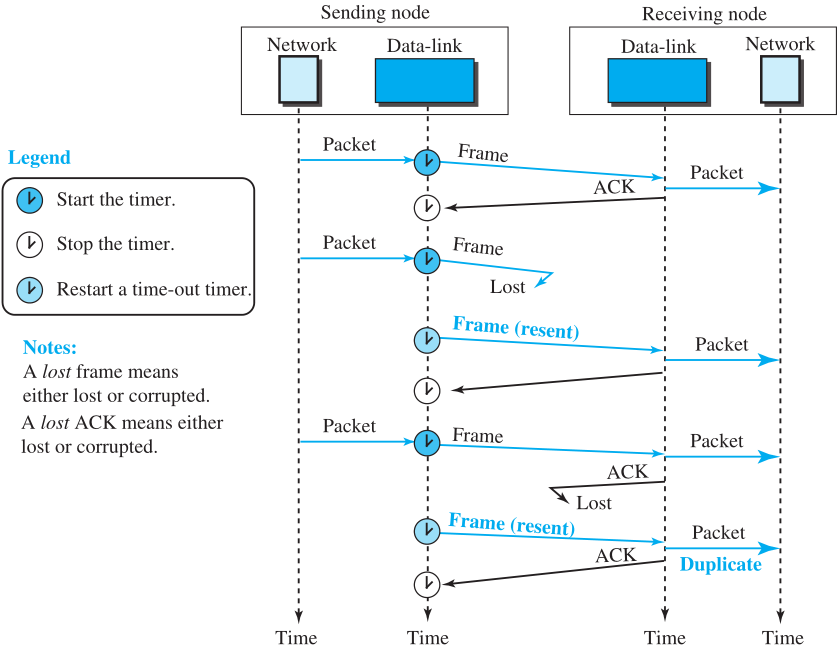 Sending node
Receiving node
Network
Data-link
Data-link
Network
Legend
Start the timer.
Stop the timer.
Restart a time-out timer.
Notes:
A lost frame means
either lost or corrupted.
A lost ACK means either
lost or corrupted.
Packet
Frame
ACK
Packet
Packet
Frame
Lost
Frame (resent)
Packet
Packet
Frame
Packet
ACK
Lost
Frame (resent)
Packet
ACK
Duplicate
Time
Time
Time
Time